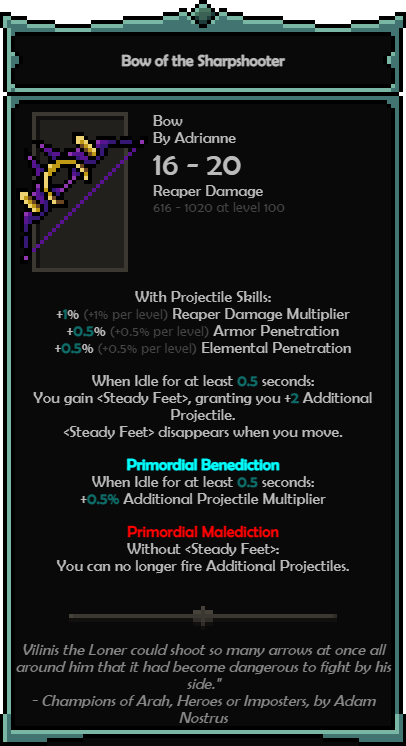 Bow of the Sharpshooter
Bow
By Adrianne
16 - 20
Reaper Damage
616 - 1020 at level 100
With Projectile Skills:
+1% (+1% per level) Reaper Damage Multiplier
+0.5% (+0.5% per level) Armor Penetration
+0.5% (+0.5% per level) Elemental Penetration
When Idle for at least 0.5 seconds:
You gain <Steady Feet>, granting you +2 Additional
Projectile.
<Steady Feet> disappears when you move.
Primordial Benediction
When Idle for at least 0.5 seconds:
+0.5% Additional Projectile Multiplier
Primordial Malediction
Without <Steady Feet>:
You can no longer fire Additional Projectiles.
Vilinis the Loner could shoot so many arrows at once all
around him that it had become dangerous to fight by his
side."
- Champions of Arah, Heroes or Imposters, by Adam
Nostrus